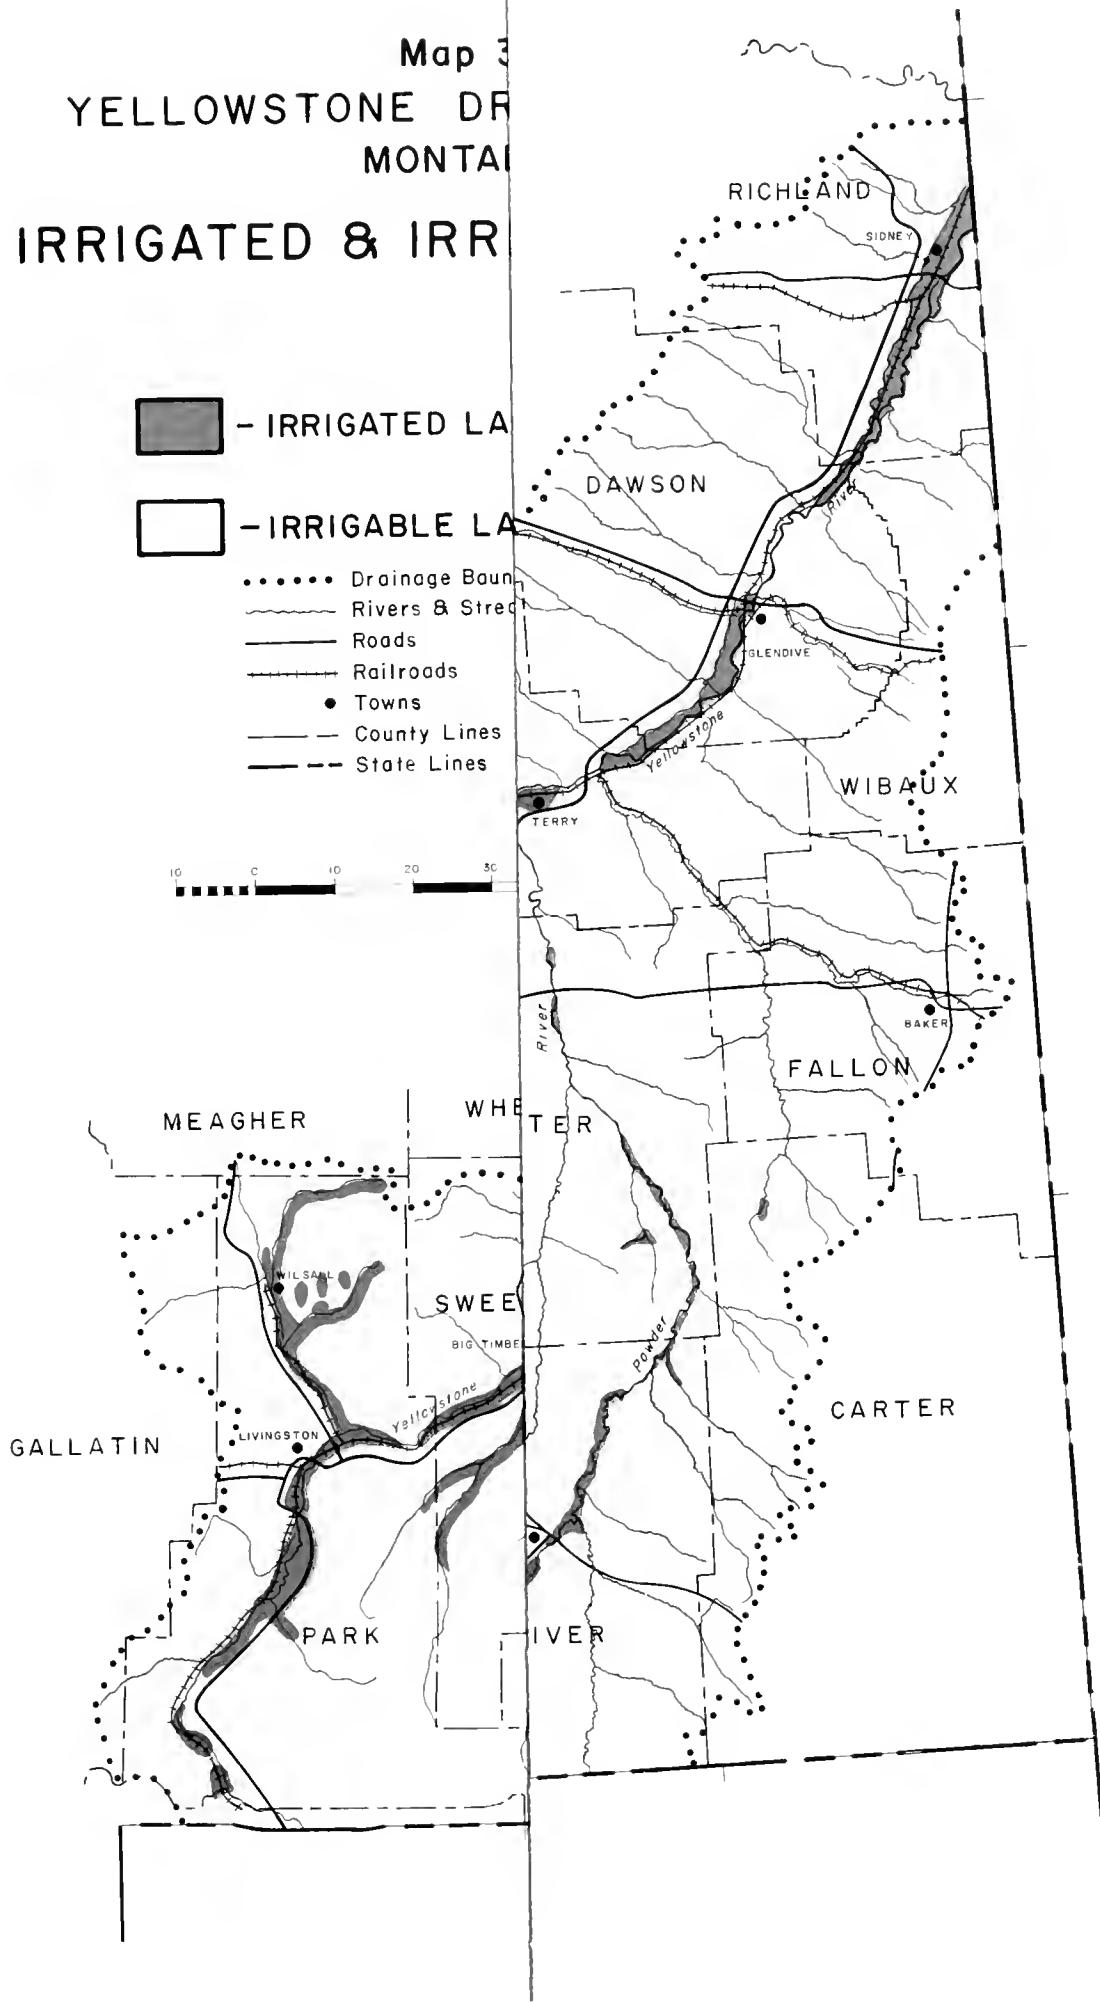 Map 3
YELLOWSTONE DR
MONTA
IRRIGATED & IRR
- IRRIGATED LA
- IRRIGABLE LA
Drainage Boun
Rivers & Strea
Roads
Railroads
Towns
County Lines
State Lines
10 0 10 20 30
RICHLAND
SIDNEY
DAWSON
River
GLENDIVE
Yellowstone
WIBAUX
TERRY
River
BAKER
FALLON
MEAGHER
WHE
TER
WILSALL
SWEE
BIG TIMBE
Powder
Yellowstone
CARTER
LIVINGSTON
GALLATIN
PARK
IVER